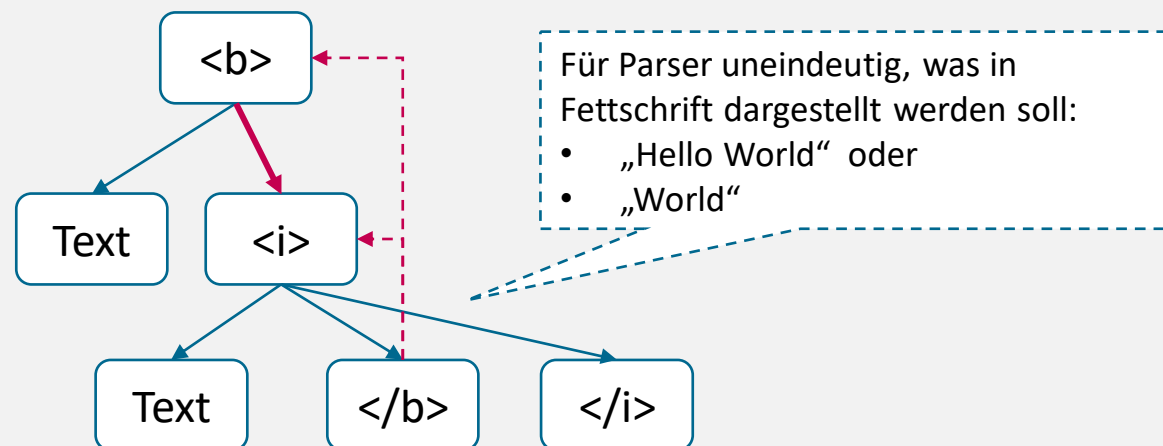 <b>
Für Parser uneindeutig, was in
Fettschrift dargestellt werden soll:
• „Hello World“ oder
• „World“
Text
<i>
Text
</b>
</i>